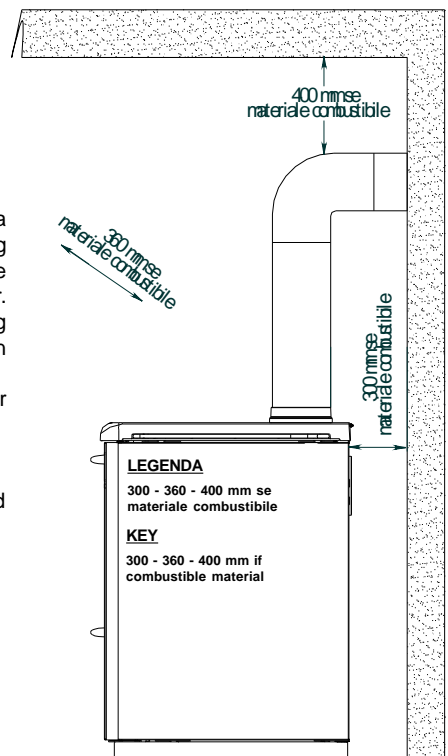 400 mm se
materiale combustibile
360 mm se
materiale combustibile
a
g
e
r.
g
n
r
d
300 mm se
materiale combustibile
LEGENDA
300 - 360 - 400 mm se
materiale combustibile
KEY
300 - 360 - 400 mm if
combustible material